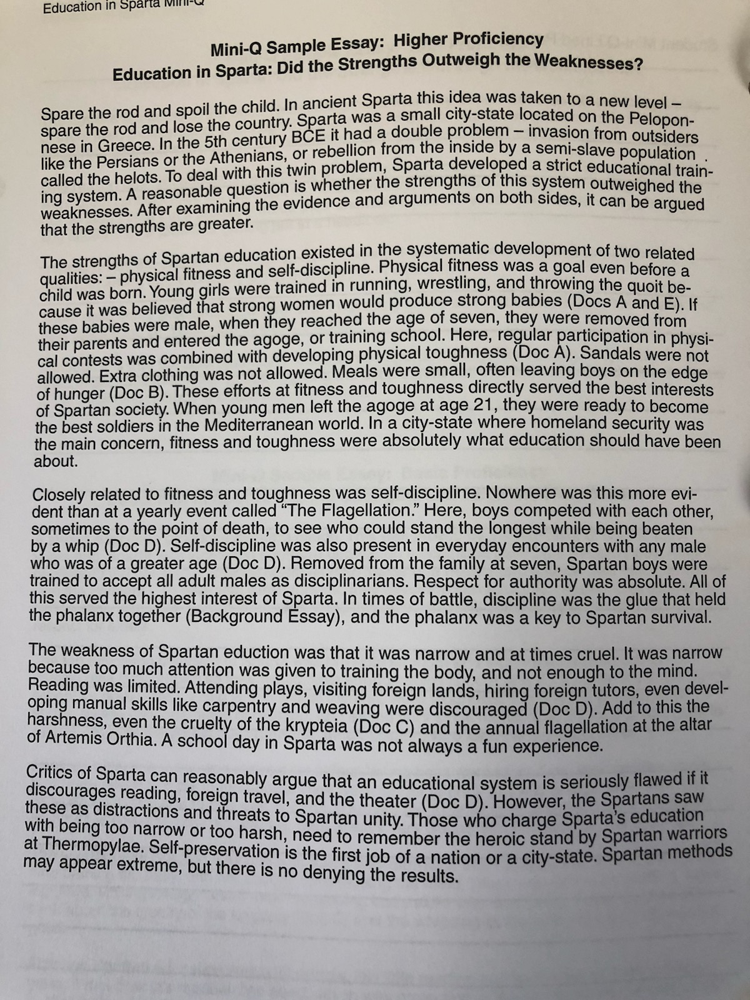 Education in Sparta Mini-Q
Mini-Q Sample Essay: Higher Proficiency
Education in Sparta: Did the Strengths Outweigh the Weaknesses?
Spare the rod and spoil the child. In ancient Sparta this idea was taken to a new level –
spare the rod and lose the country. Sparta was a small city-state located on the Pelopon-
nese in Greece. In the 5th century BCE it had a double problem – invasion from outsiders
like the Persians or the Athenians, or rebellion from the inside by a semi-slave population .
called the helots. To deal with this twin problem, Sparta developed a strict educational train-
ing system. A reasonable question is whether the strengths of this system outweighed the
weaknesses. After examining the evidence and arguments on both sides, it can be argued
that the strengths are greater.
The strengths of Spartan education existed in the systematic development of two related
qualities: – physical fitness and self-discipline. Physical fitness was a goal even before a
child was born. Young girls were trained in running, wrestling, and throwing the quoit be-
cause it was believed that strong women would produce strong babies (Docs A and E). If
these babies were male, when they reached the age of seven, they were removed from
their parents and entered the agoge, or training school. Here, regular participation in physi-
cal contests was combined with developing physical toughness (Doc A). Sandals were not
allowed. Extra clothing was not allowed. Meals were small, often leaving boys on the edge
of hunger (Doc B). These efforts at fitness and toughness directly served the best interests
of Spartan society. When young men left the agoge at age 21, they were ready to become
the best soldiers in the Mediterranean world. In a city-state where homeland security was
the main concern, fitness and toughness were absolutely what education should have been
about.
Closely related to fitness and toughness was self-discipline. Nowhere was this more evi-
dent than at a yearly event called “The Flagellation.” Here, boys competed with each other,
sometimes to the point of death, to see who could stand the longest while being beaten
by a whip (Doc D). Self-discipline was also present in everyday encounters with any male
who was of a greater age (Doc D). Removed from the family at seven, Spartan boys were
trained to accept all adult males as disciplinarians. Respect for authority was absolute. All of
this served the highest interest of Sparta. In times of battle, discipline was the glue that held
the phalanx together (Background Essay), and the phalanx was a key to Spartan survival.
The weakness of Spartan eduction was that it was narrow and at times cruel. It was narrow
because too much attention was given to training the body, and not enough to the mind.
Reading was limited. Attending plays, visiting foreign lands, hiring foreign tutors, even devel-
oping manual skills like carpentry and weaving were discouraged (Doc D). Add to this the
harshness, even the cruelty of the krypteia (Doc C) and the annual flagellation at the altar
of Artemis Orthia. A school day in Sparta was not always a fun experience.
Critics of Sparta can reasonably argue that an educational system is seriously flawed if it
discourages reading, foreign travel, and the theater (Doc D). However, the Spartans saw
these as distractions and threats to Spartan unity. Those who charge Sparta’s education
with being too narrow or too harsh, need to remember the heroic stand by Spartan warriors
at Thermopylae. Self-preservation is the first job of a nation or a city-state. Spartan methods
may appear extreme, but there is no denying the results.